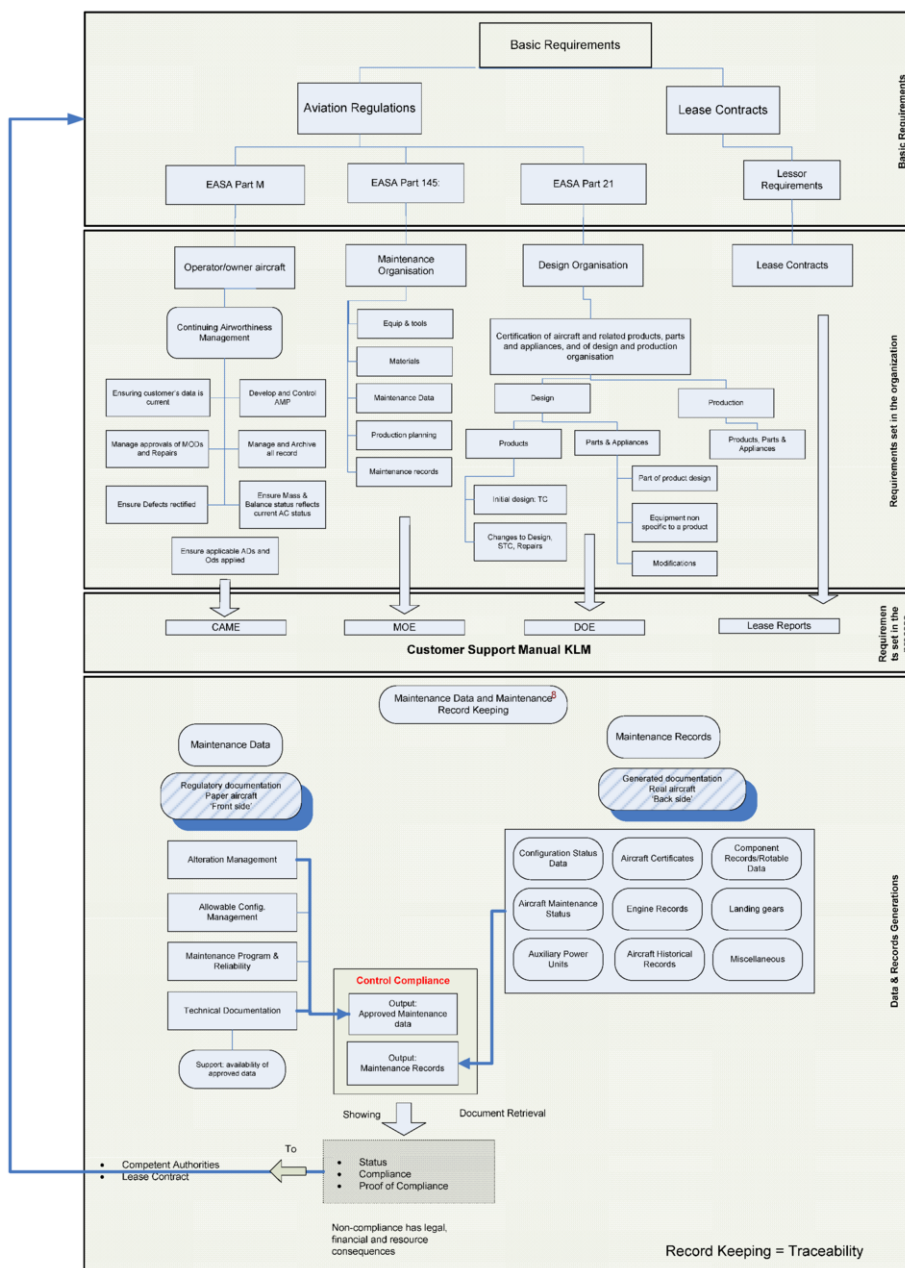 Basic Requirements
Aviation Regulations
Lease Contracts
EASA Part M
EASA Part 145:
EASA Part 21
Lessor
Requirements
Basic Requirements
Operator/owner aircraft
Maintenance
Organisation
Design Organisation
Lease Contracts
Continuing Airworthiness
Management
Ensuring customer's data is
current
Develop and Control
AMP
Manage approvals of MODs
and Repairs
Manage and Archive
all record
Ensure Defects rectified
Ensure Mass &
Balance status reflects
current AC status
Ensure applicable ADs and
Ods applied
Equip & tools
Materials
Maintenance Data
Production planning
Maintenance records
Certification of aircraft and related products, parts
and appliances, and of design and production
organisation
Design
Production
Products
Parts & Appliances
Products, Parts &
Appliances
Initial design: TC
Changes to Design,
STC, Repairs
Part of product design
Equipment non
specific to a product
Modifications
Requirements set in the organization
CAME
MOE
DOE
Lease Reports
Customer Support Manual KLM
Requiremen
ts set in the
Maintenance Data and Maintenance
Record Keeping
Maintenance Data
Maintenance Records
Regulatory documentation
Paper aircraft
'Front side'
Generated documentation
Real aircraft
'Back side'
Alteration Management
Allowable Config.
Management
Maintenance Program &
Reliability
Technical Documentation
Support: availability of
approved data
Configuration Status
Data
Aircraft Certificates
Component
Records/Rotable
Data
Aircraft Maintenance
Status
Engine Records
Landing gears
Auxiliary Power
Units
Aircraft Historical
Records
Miscellaneous
Control Compliance
Output:
Approved Maintenance
data
Output:
Maintenance Records
Data & Records Generations
Showing
Document Retrieval
To
• Competent Authorities
• Lease Contract
• Status
• Compliance
• Proof of Compliance
Non-compliance has legal,
financial and resource
consequences
Record Keeping = Traceability